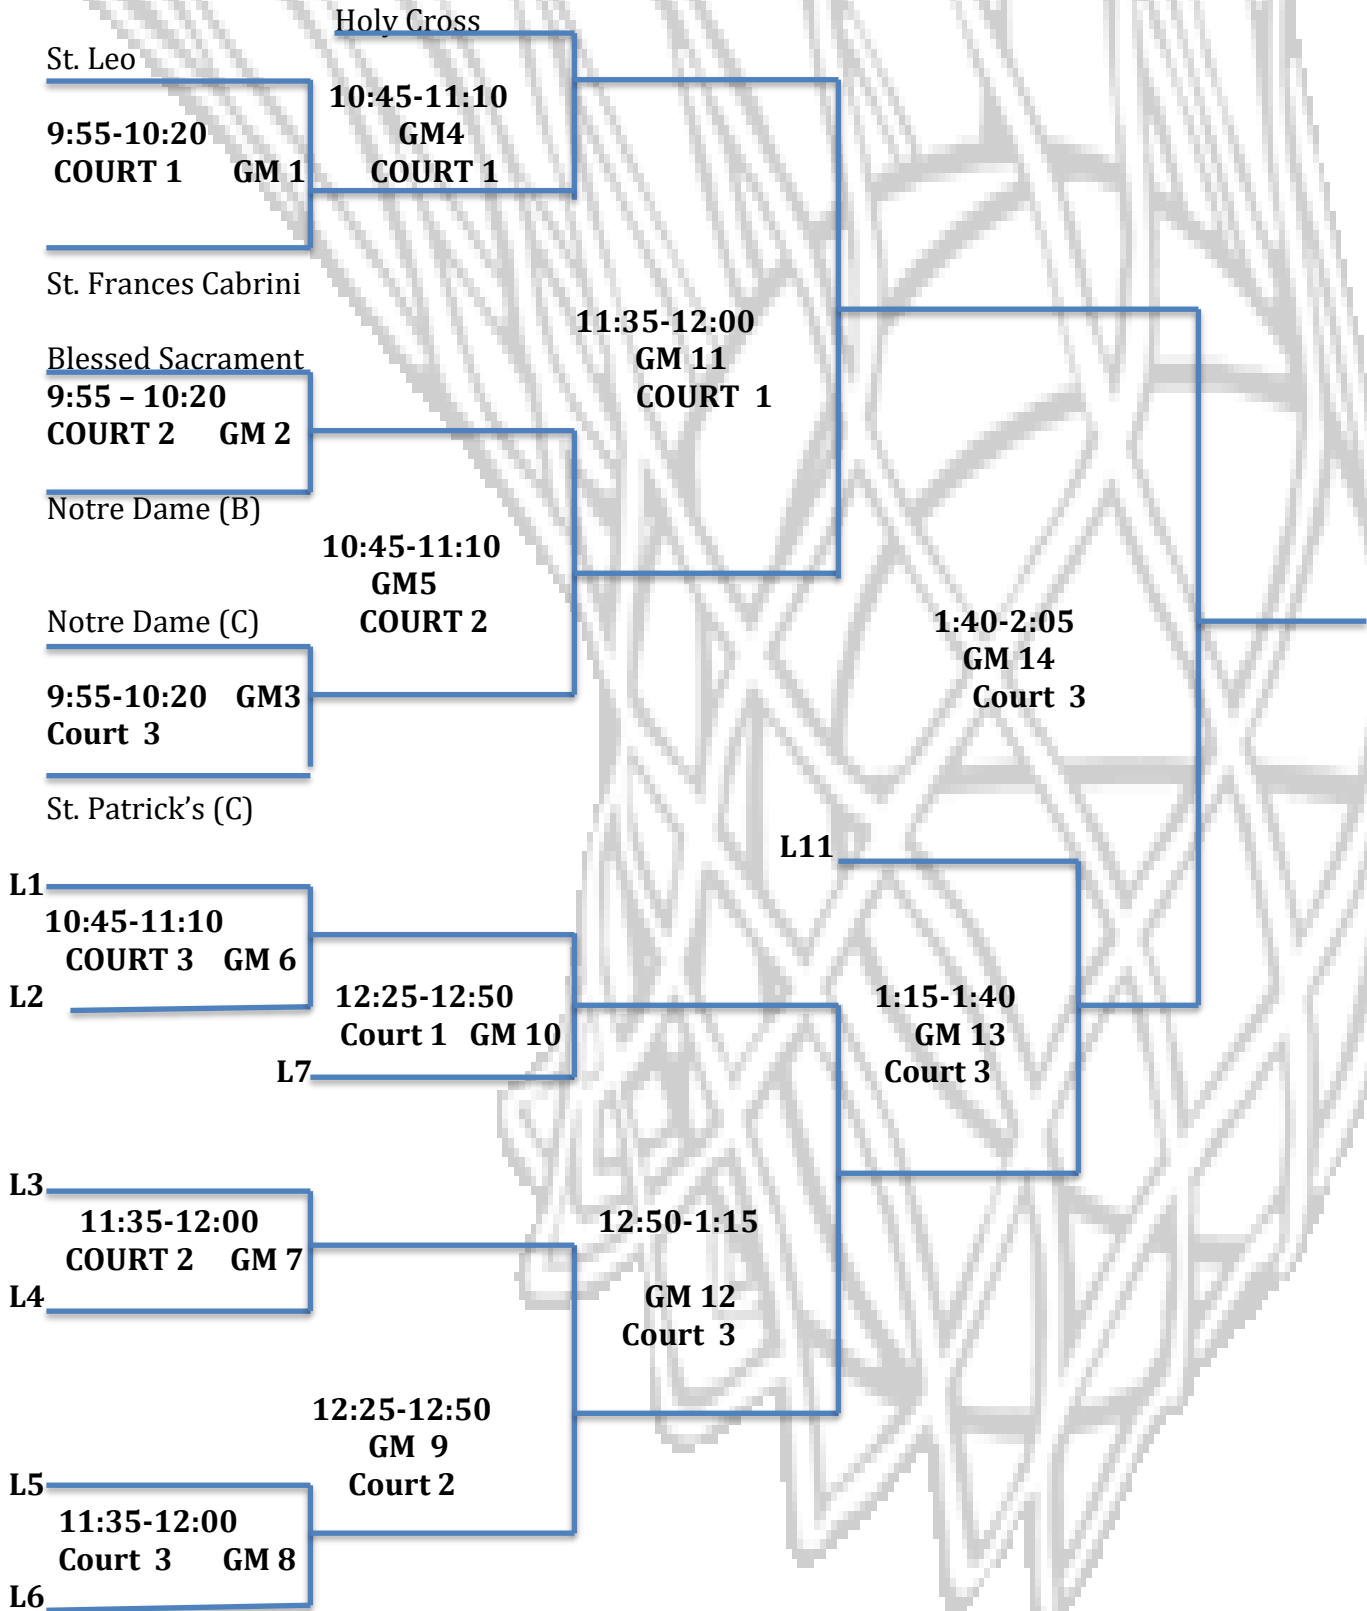 Holy Cross
St. Leo
10:45-11:10
GM4
COURT 1
9:55-10:20
COURT 1 GM 1
St. Frances Cabrini
11:35-12:00
GM 11
COURT 1
Blessed Sacrament
9:55 – 10:20
COURT 2 GM 2
Notre Dame (B)
10:45-11:10
GM5
COURT 2
Notre Dame (C)
9:55-10:20 GM3
Court 3
St. Patrick’s (C)
1:40-2:05
GM 14
Court 3
L11
L1
10:45-11:10
COURT 3 GM 6
L2
12:25-12:50
Court 1 GM 10
L7
1:15-1:40
GM 13
Court 3
L3
11:35-12:00
COURT 2 GM 7
L4
12:50-1:15
GM 12
Court 3
12:25-12:50
GM 9
Court 2
L5
11:35-12:00
Court 3 GM 8
L6